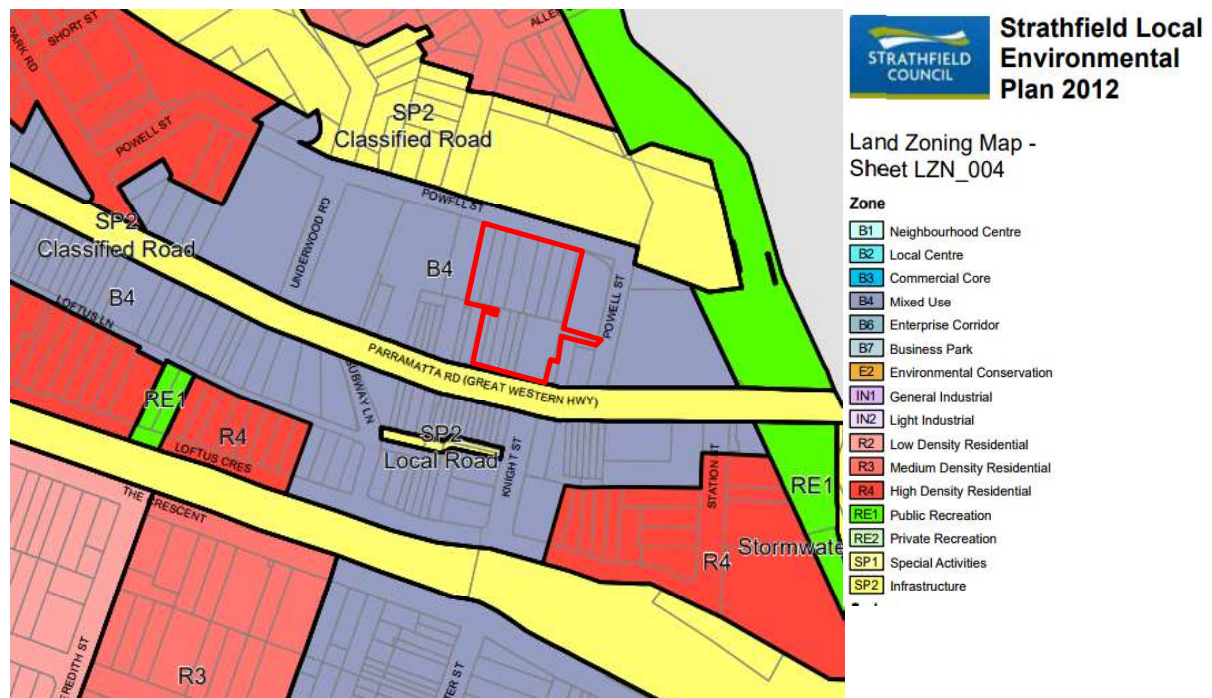 SHORT ST
PARK RD
POWELL ST
SP2
Classified Road
POWELL ST
UNDERWOOD RD
SP2
Classified Road
B4
B4
LOFTUS LN
POWELL ST
PARRAMATTA RD (GREAT WESTERN HWY)
SUBWAY LN
RE1
R4
LOFTUS CRES
SP2
Local Road
KNIGHT ST
STATION ST
RE1
R4
Stormwate
THE CRESCENT
R3
STRATHFIELD
COUNCIL
Strathfield Local
Environmental
Plan 2012
Land Zoning Map -
Sheet LZN_004
Zone
B1 Neighbourhood Centre
B2 Local Centre
B3 Commercial Core
B4 Mixed Use
B6 Enterprise Corridor
B7 Business Park
E2 Environmental Conservation
IN1 General Industrial
IN2 Light Industrial
R2 Low Density Residential
R3 Medium Density Residential
R4 High Density Residential
RE1 Public Recreation
RE2 Private Recreation
SP1 Special Activities
SP2 Infrastructure